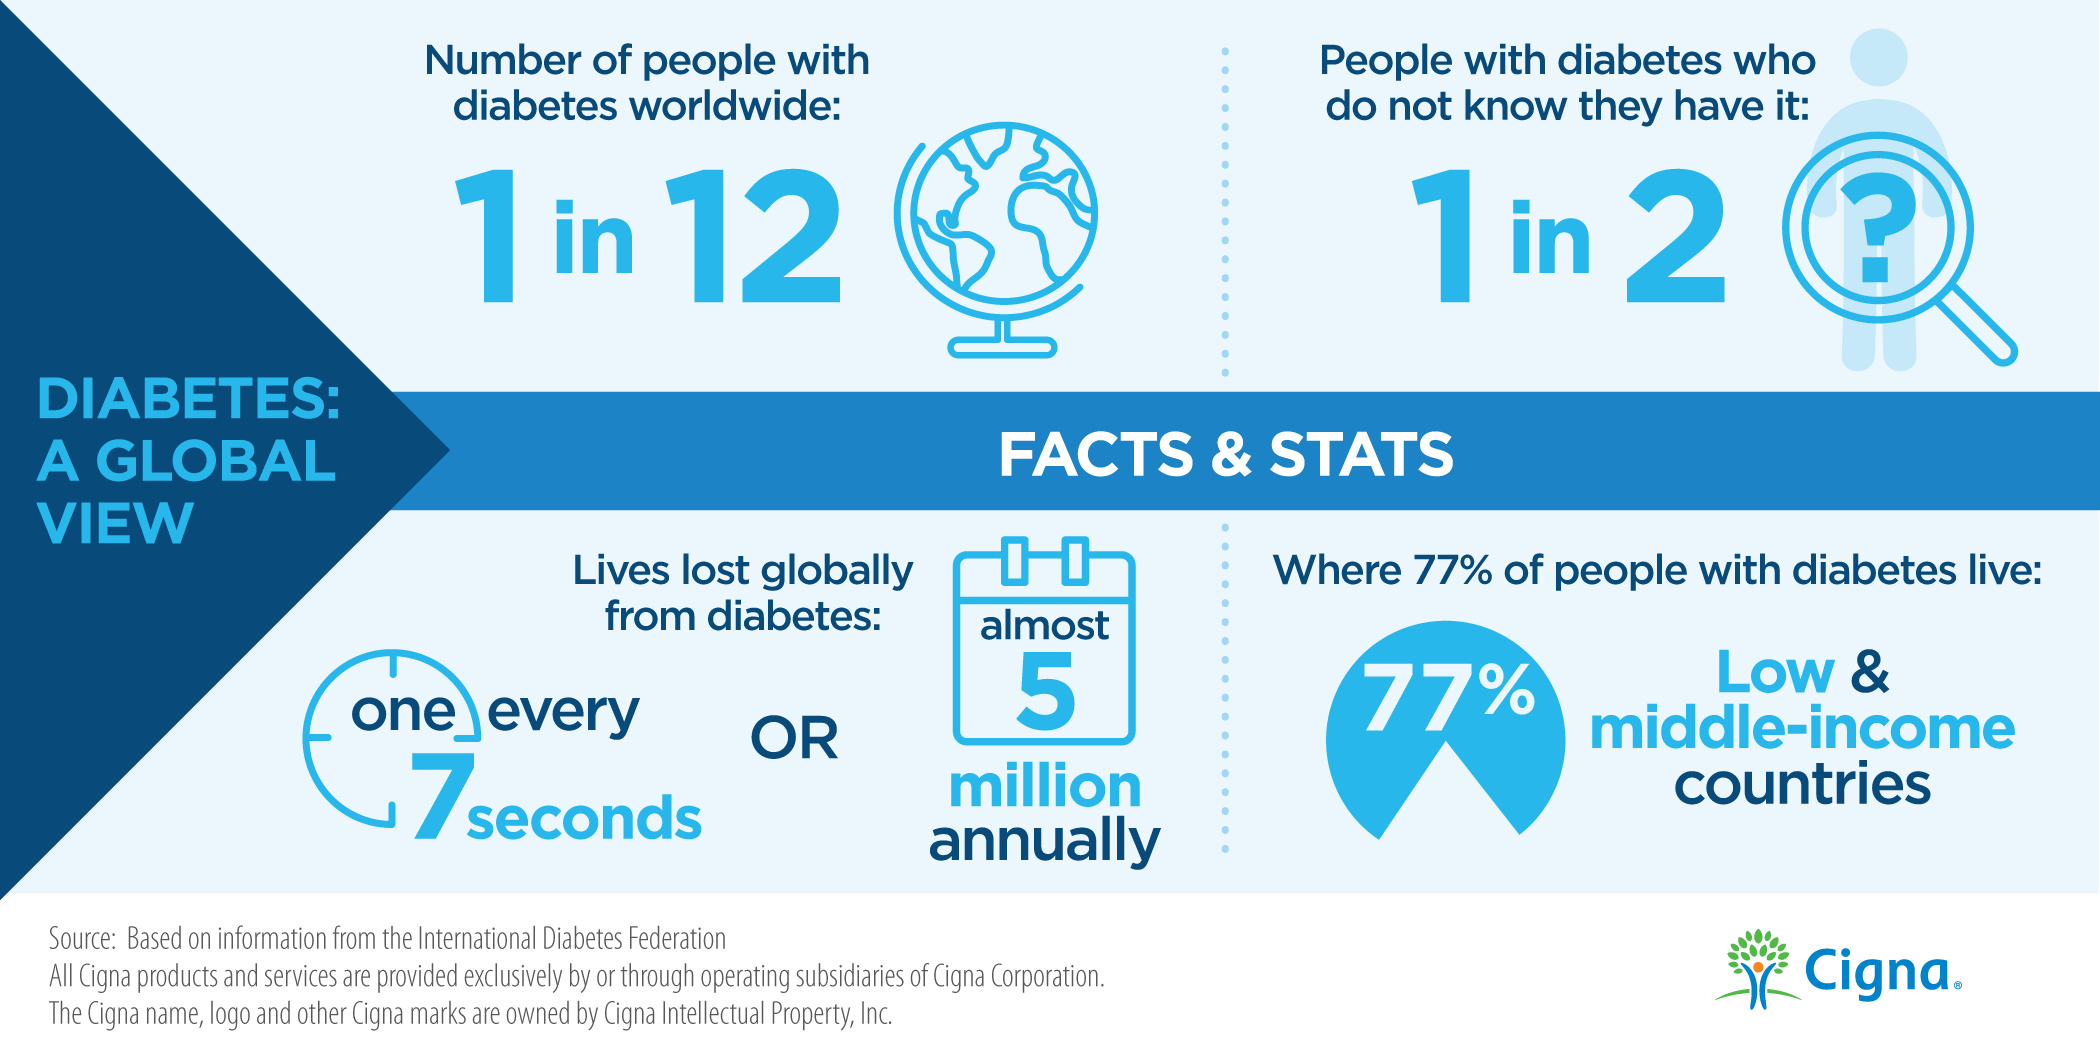 Number of people with
diabetes worldwide:
1 in 12
People with diabetes who
do not know they have it:
1 in 2
?
DIABETES:
A GLOBAL
VIEW
FACTS & STATS
Lives lost globally
from diabetes:
one every
7 seconds
OR
almost
5
million
annually
Where 77% of people with diabetes live:
77%
Low &
middle-income
countries
Source: Based on information from the International Diabetes Federation
All Cigna products and services are provided exclusively by or through operating subsidiaries of Cigna Corporation.
The Cigna name, logo and other Cigna marks are owned by Cigna Intellectual Property, Inc.
Cigna®